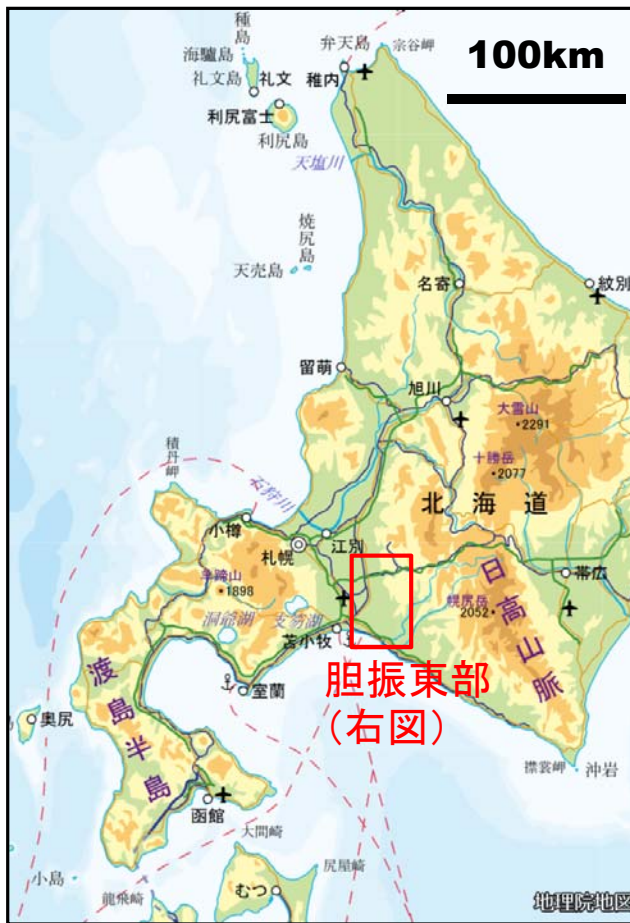 種島
海驢島
礼文島
礼文
利尻富士
利尻島
弁天島
宗谷岬
稚内
100km
天塩川
焼尻島
天売島
名寄
紋別
留萌
旭川
大雪山
・2291
十勝岳
・2077
北海道
積丹岬
石狩川
小樽
札幌
江別
羊蹄山
・1898
洞爺湖
支笏湖
苫小牧
幌尻岳
2052・
帯広
日高山脈
胆振東部
（右図）
渡島半島
室蘭
奥尻
襟裳岬
沖岩
函館
大間崎
尻屋崎
小島
龍飛崎
むつ
地理院地図